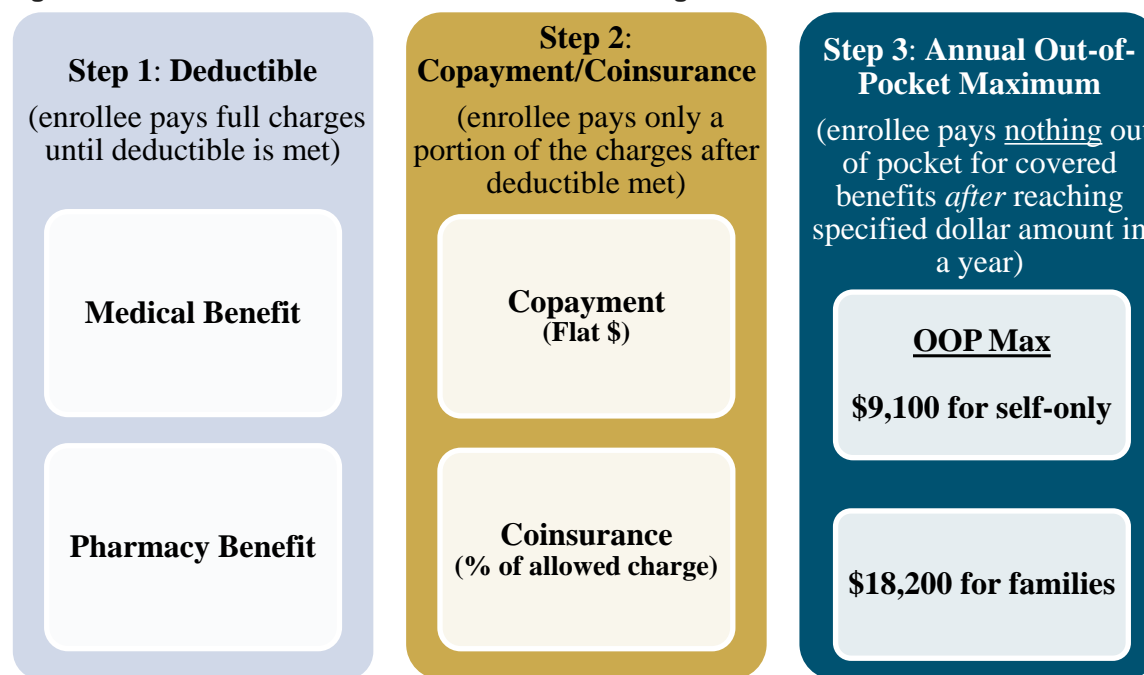 Step 1: Deductible
(enrollee pays full charges
until deductible is met)
Medical Benefit
Pharmacy Benefit
Step 2:
Copayment/Coinsurance
(enrollee pays only a
portion of the charges after
deductible met)
Copayment
(Flat $)
Coinsurance
(% of allowed charge)
Step 3: Annual Out-of-
Pocket Maximum
(enrollee pays nothing out
of pocket for covered
benefits after reaching
specified dollar amount in
a year)
OOP Max
$9,100 for self-only
$18,200 for families